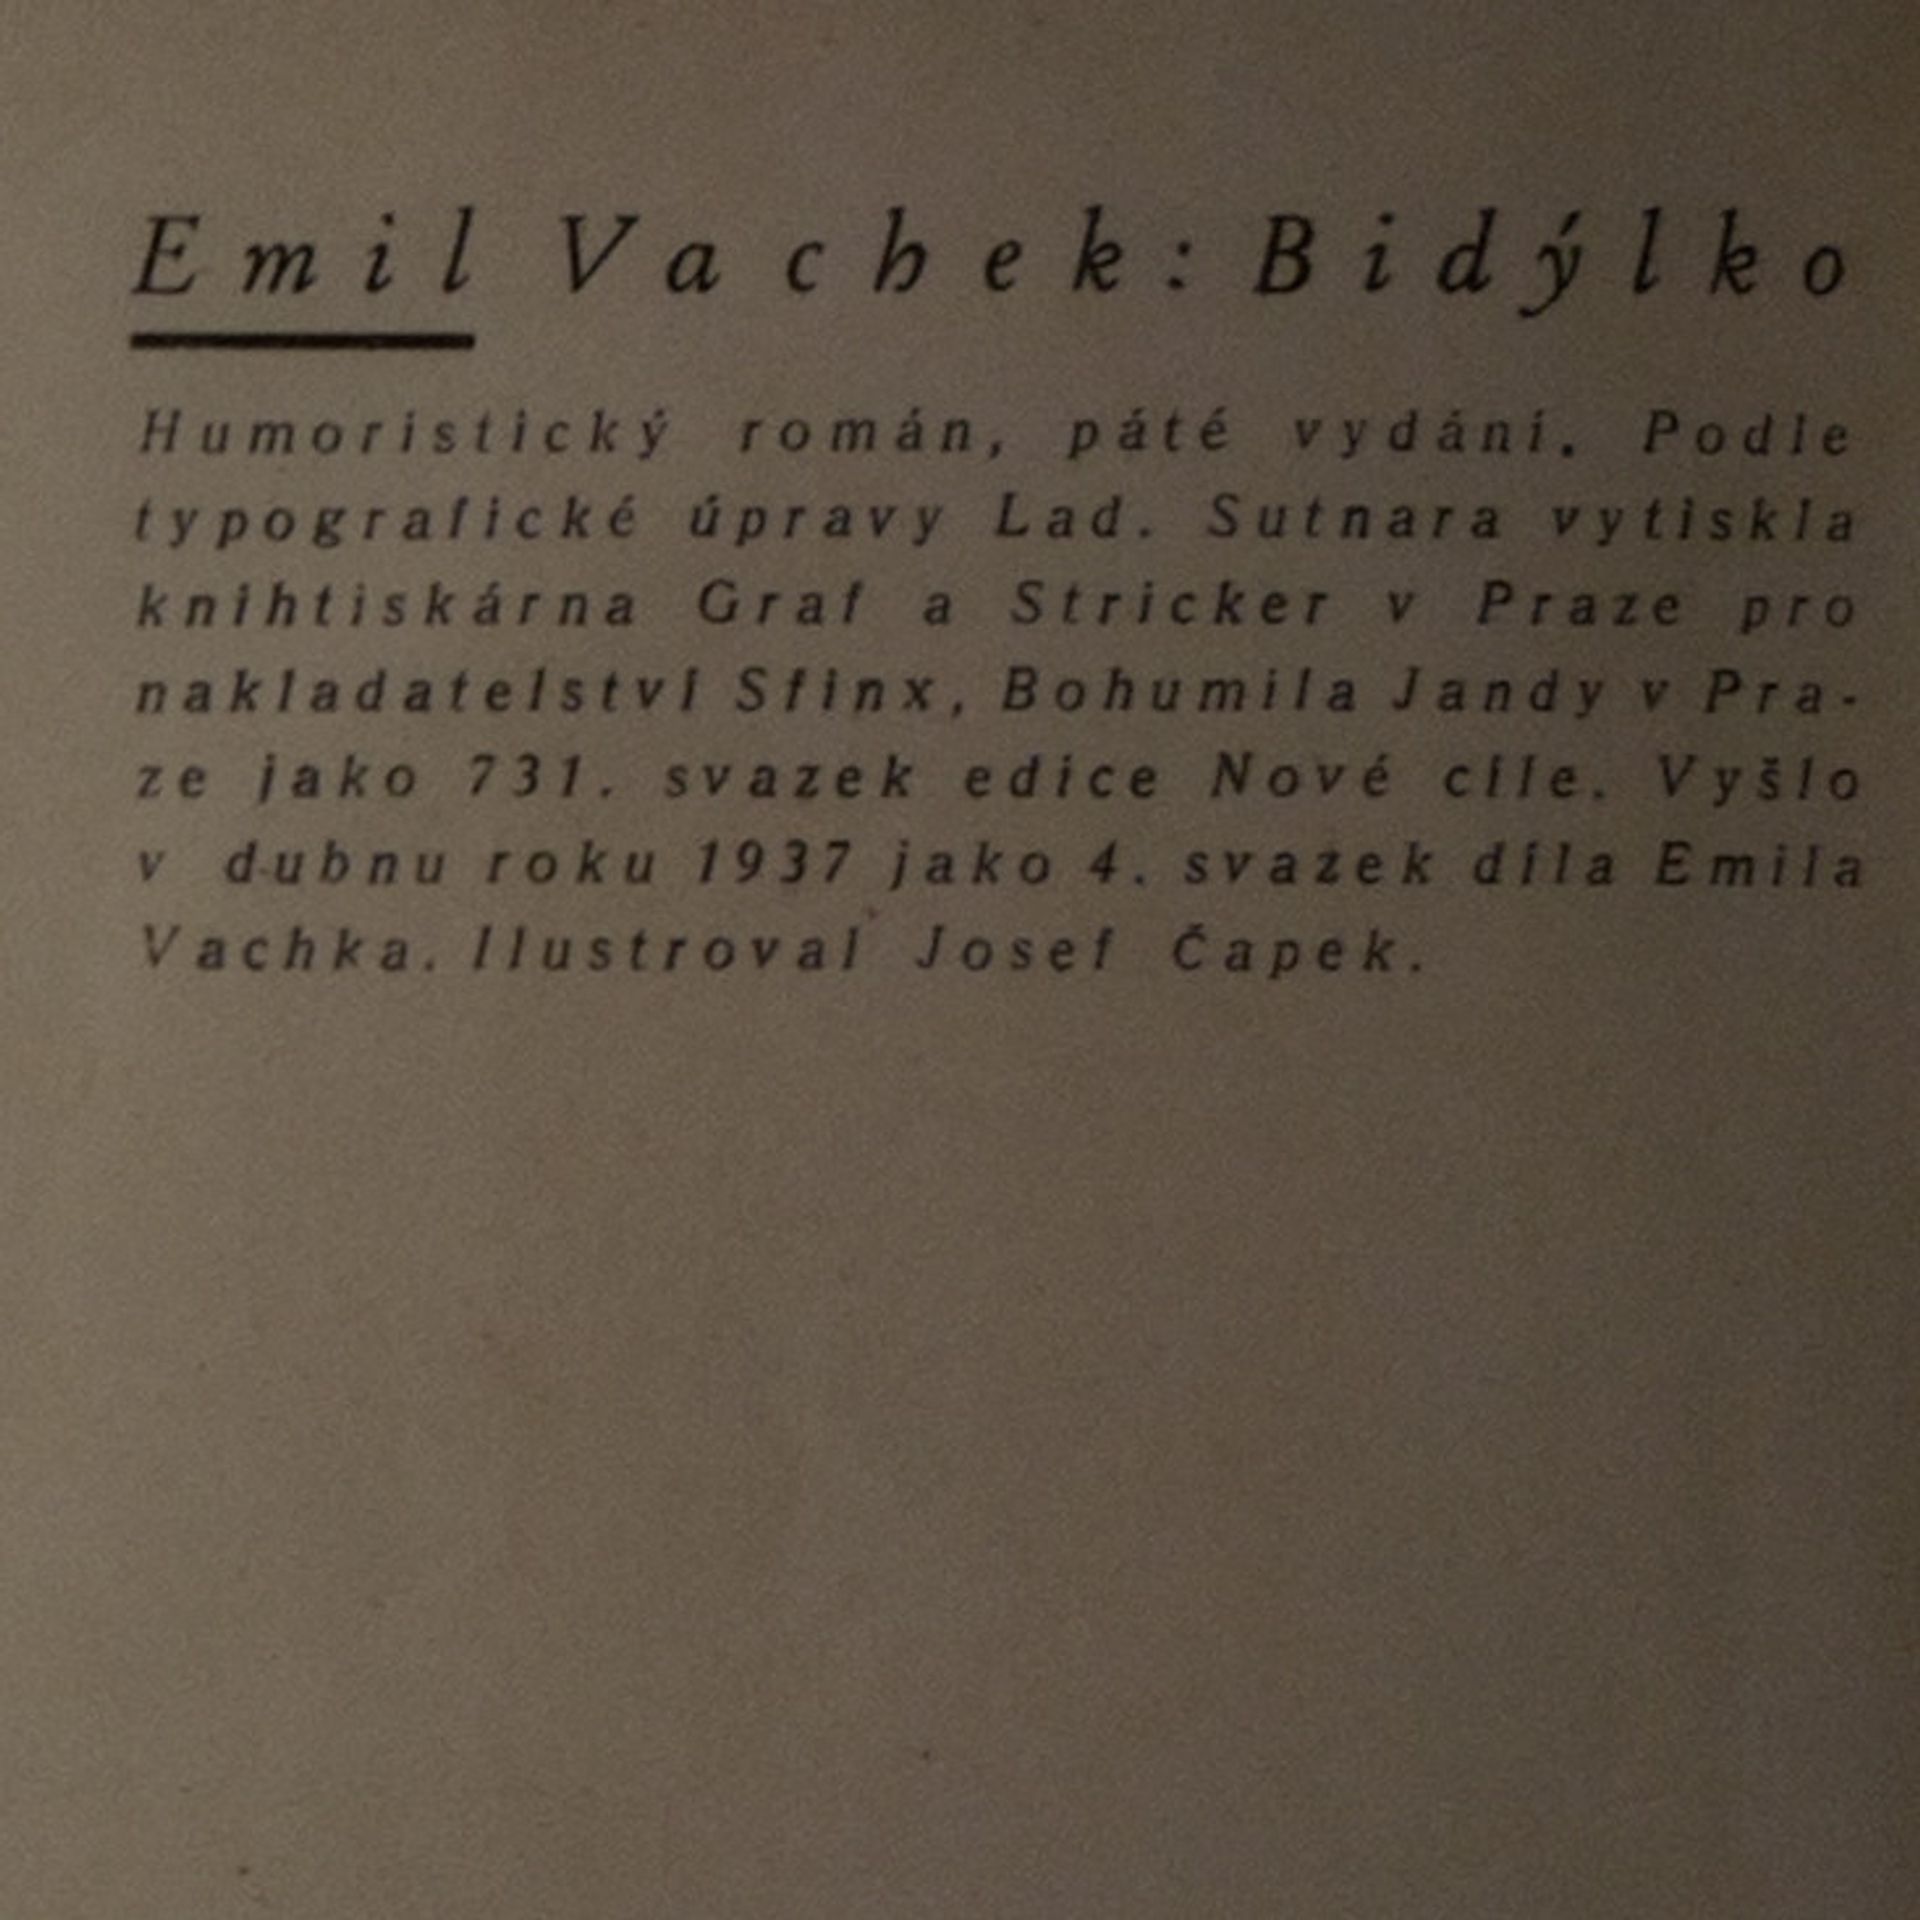 Emil Vachek: Bidýlko
Humoristický román, páté vydání. Podle
typografické úpravy Lad. Sutnara vytiskla
knihtiskárna Graf a Stricker v Praze pro
nakladatelství Sfinx, Bohumila Jandy v Pra-
ze jako 731. svazek edice Nové cíle. Vyšlo
v dubnu roku 1937 jako 4. svazek díla Emila
Vachka. Ilustroval Josef Čapek.